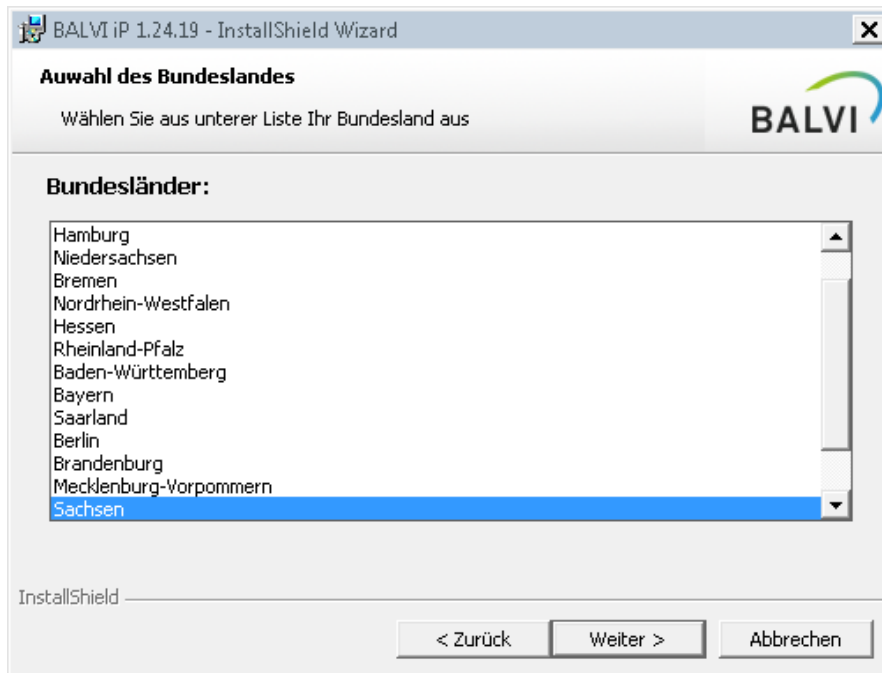 BALVI iP 1.24.19 - InstallShield Wizard
Auwahl des Bundeslandes
Wählen Sie aus unterer Liste Ihr Bundesland aus
BALVI
Bundesländer:
Hamburg
Niedersachsen
Bremen
Nordrhein-Westfalen
Hessen
Rheinland-Pfalz
Baden-Württemberg
Bayern
Saarland
Berlin
Brandenburg
Mecklenburg-Vorpommern
Sachsen
InstallShield
< Zurück Weiter > Abbrechen